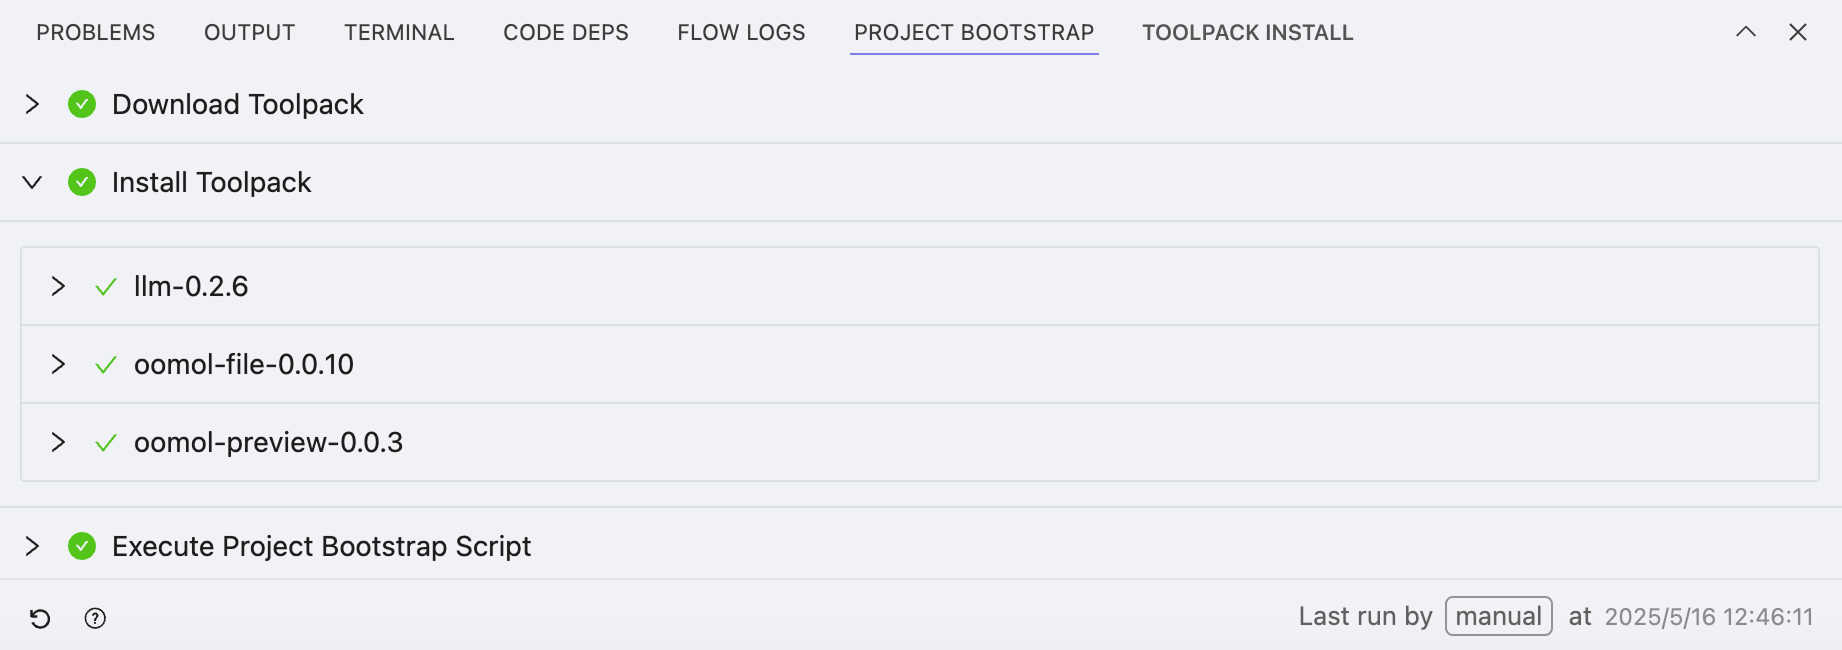 PROBLEMS OUTPUT TERMINAL CODE DEPS FLOW LOGS PROJECT BOOTSTRAP TOOLPACK INSTALL
Download Toolpack
Install Toolpack
llm-0.2.6
oomol-file-0.0.10
oomol-preview-0.0.3
Execute Project Bootstrap Script
Last run by manual at 2025/5/16 12:46:11